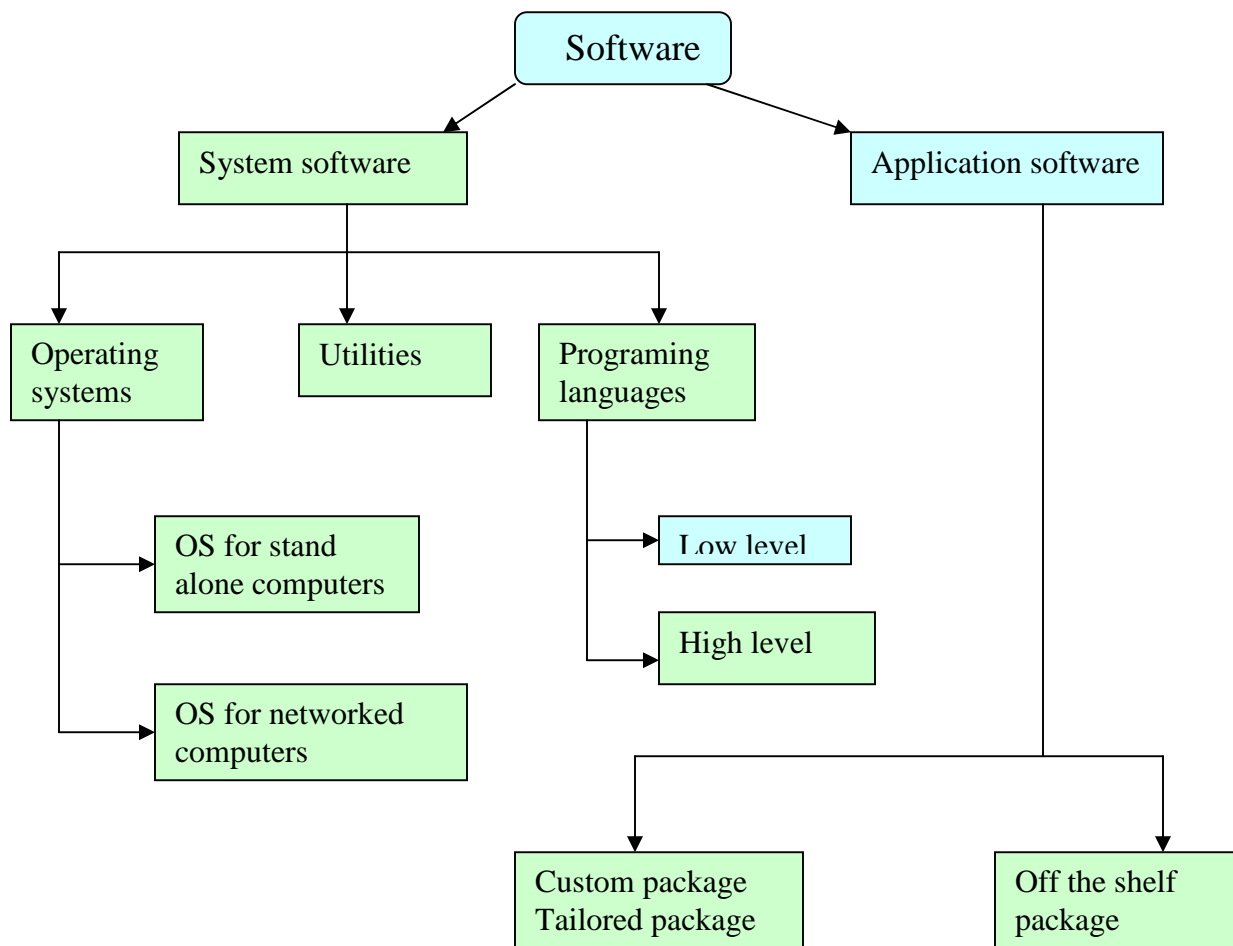 Software
System software
Application software
Operating
systems
Utilities
Programing
languages
OS for stand
alone computers
Low level
High level
OS for networked
computers
Custom package
Tailored package
Off the shelf
package